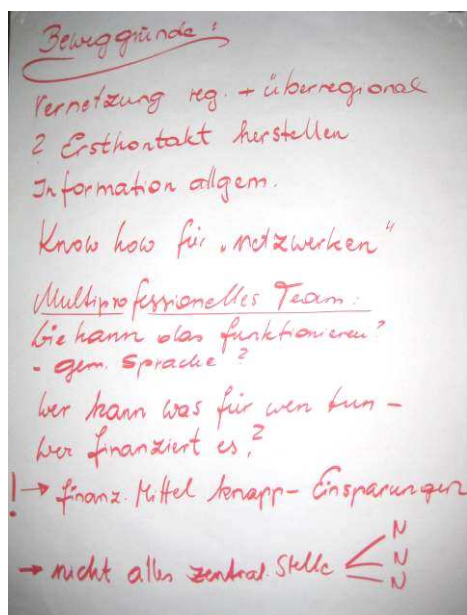 Beweggründe:
Vernetzung reg. + überregional
? Erstkontakt herstellen
Information allgem.
Know how für „netzwerken"
Multiprofessionelles Team:
Wie kann das funktionieren?
- gem. Sprache?
Wer kann was für wen tun -
wer finanziert es?
! → finanz. Mittel knapp - Einsparungen
→ nicht alles zentral. Stelle N
N
N